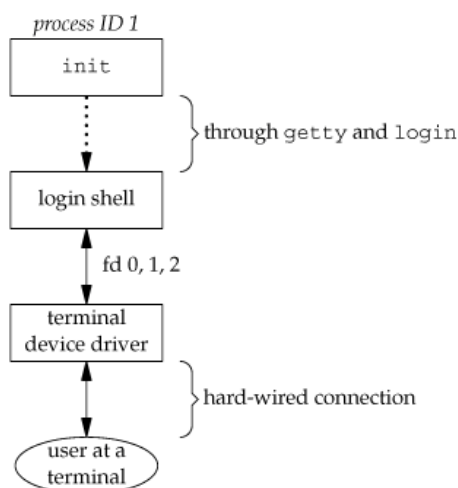 process ID 1
init
through getty and login
login shell
fd 0, 1, 2
terminal
device driver
hard-wired connection
user at a
terminal